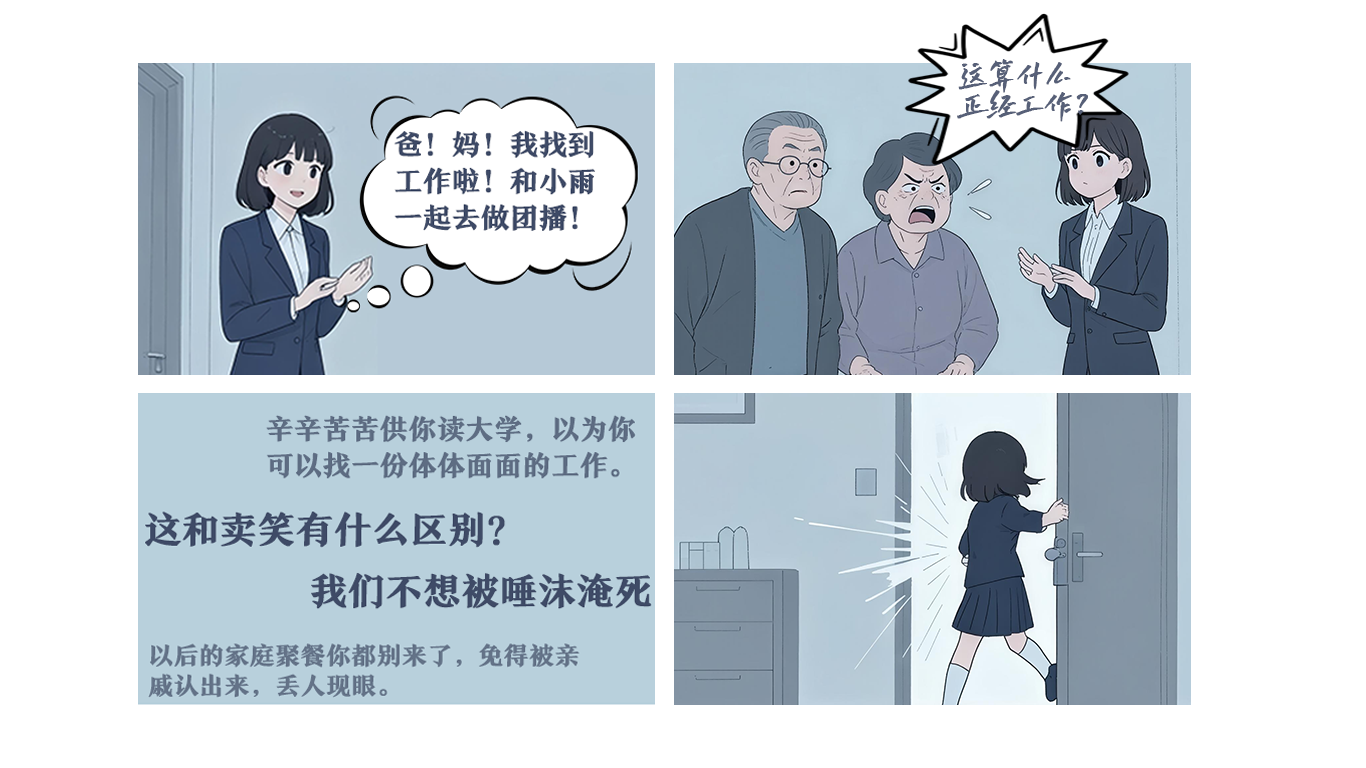 爸！妈！我找到
工作啦！和小雨
一起去做团播！
这算什么
正经工作？
辛辛苦苦供你读大学，以为你
可以找一份体体面面的工作。
这和卖笑有什么区别？
我们不想被唾沫淹死
以后的家庭聚餐你都别来了，免得被亲
戚认出来，丢人现眼。